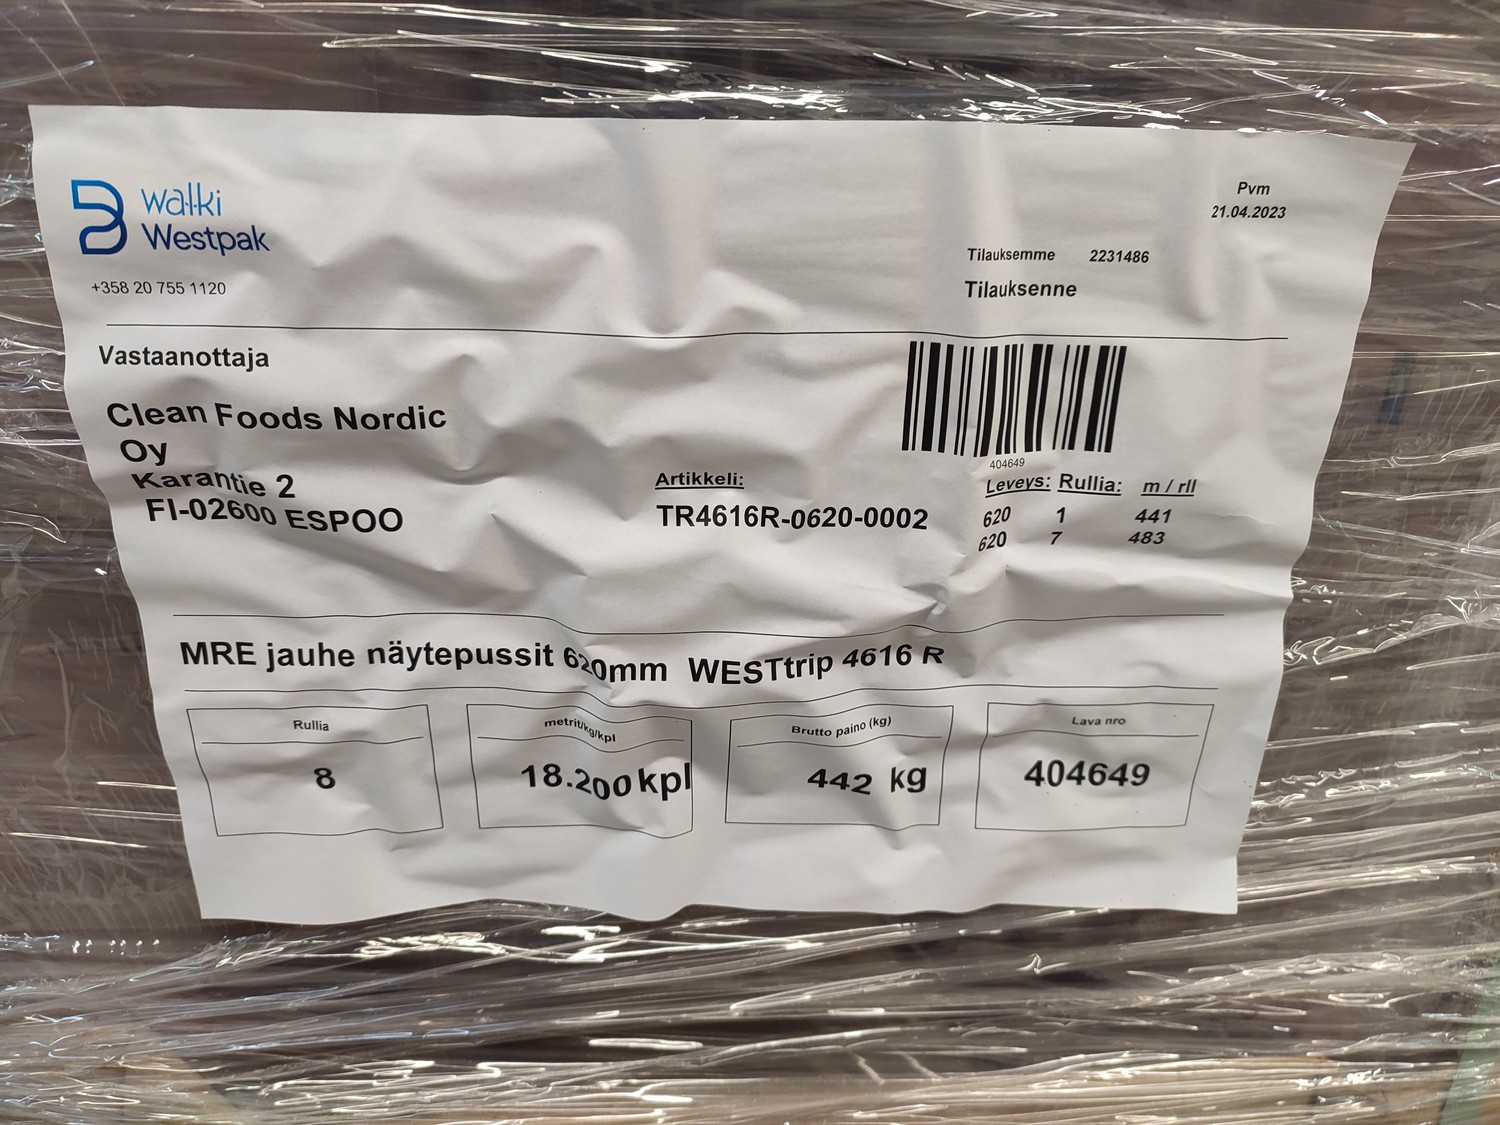 walki
Westpak
+358 20 755 1120
Pvm
21.04.2023
Tilauksemme 2231486
Tilauksenne
Vastaanottaja
Clean Foods Nordic
Oy
Karantie 2
FI-02600 ESPOO
Artikkeli:
TR4616R-0620-0002
404649
Leveys: Rullia: m / rll
620 1 441
620 7 483
MRE jauhe näytepussit 620mm WESTtrip 4616 R
Rullia
8
metrit/kg/kpl
18.200 kpl
Brutto paino (kg)
442 kg
Lava nro
404649